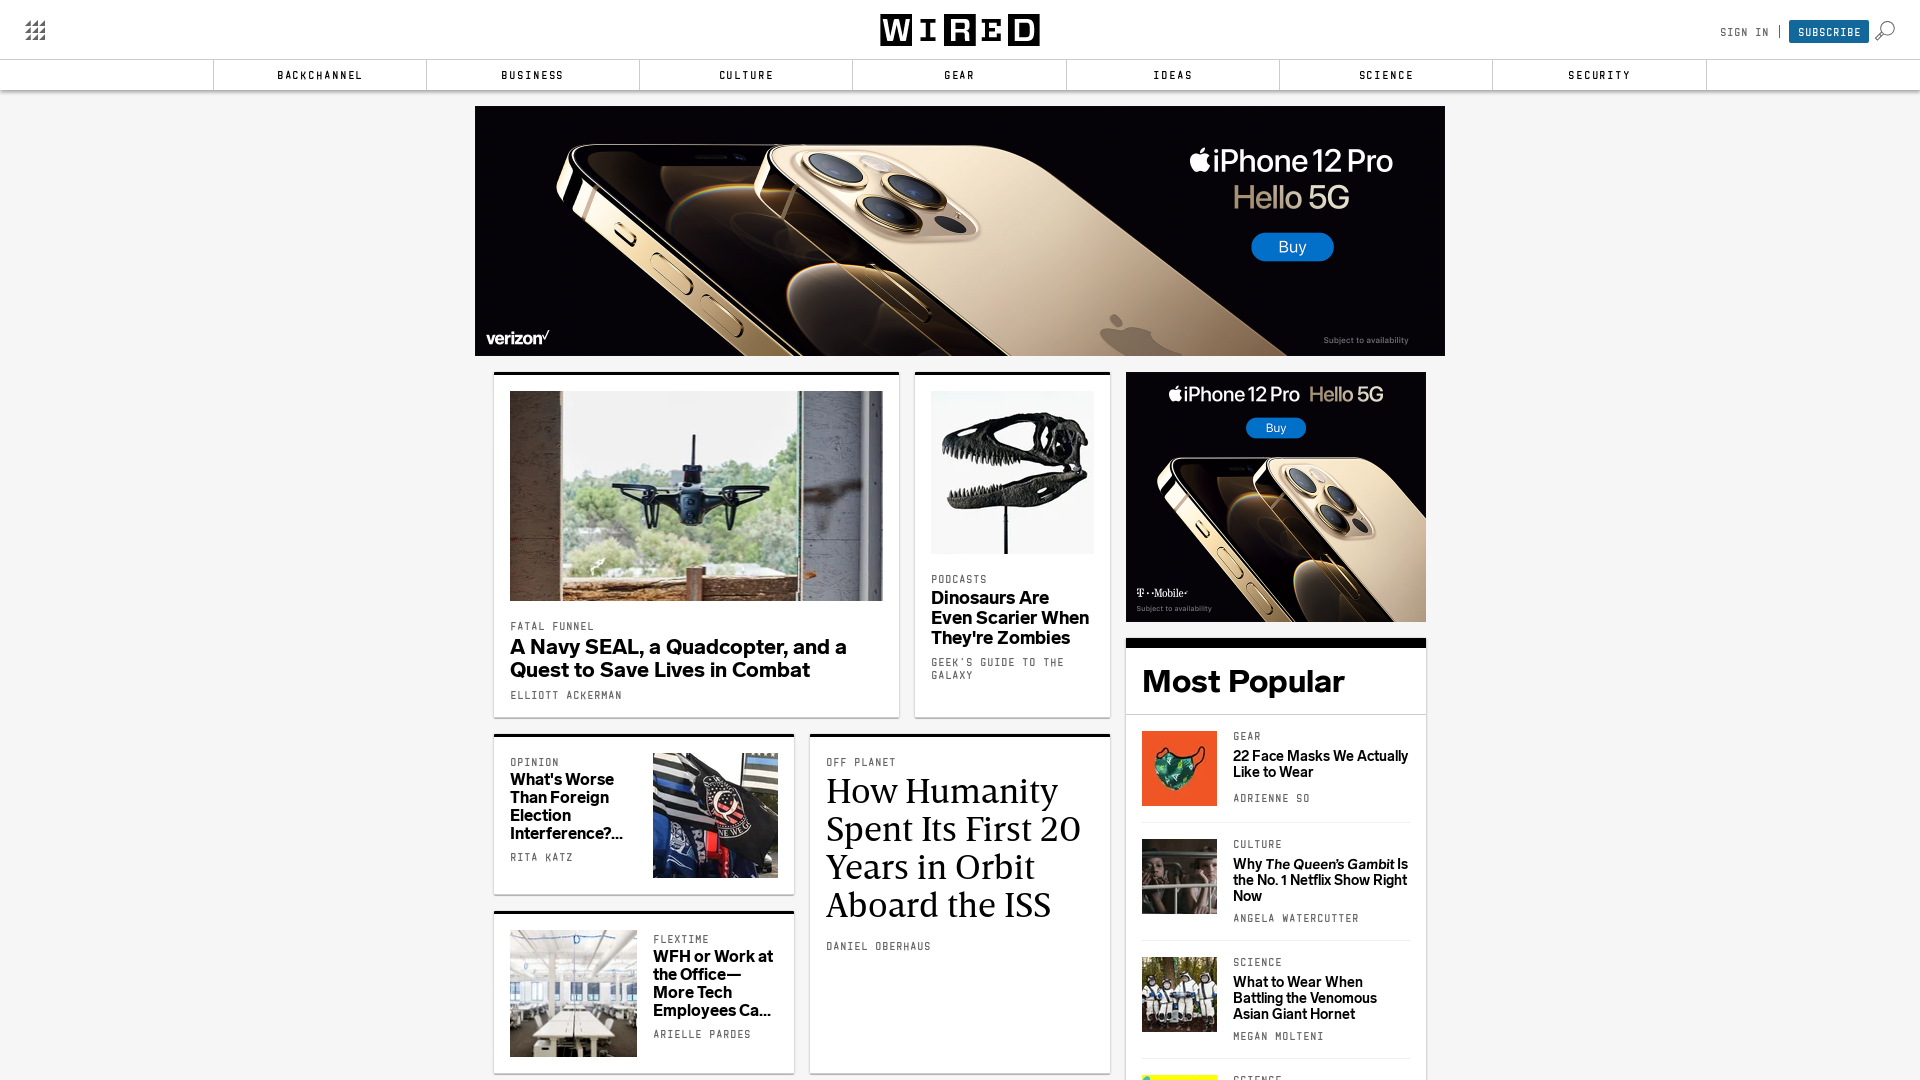 WIRED
SIGN IN
SUBSCRIBE
BACKCHANNEL
BUSINESS
CULTURE
GEAR
IDEAS
SCIENCE
SECURITY
iPhone 12 Pro
Hello 5G
Buy
verizon✓
Subject to availability
FATAL FUNNEL
A Navy SEAL, a Quadcopter, and a
Quest to Save Lives in Combat
ELLIOTT ACKERMAN
PODCASTS
Dinosaurs Are
Even Scarier When
They're Zombies
GEEK'S GUIDE TO THE
GALAXY
iPhone 12 Pro Hello 5G
Buy
T··Mobile
Subject to availability
OPINION
What's Worse
Than Foreign
Election
Interference?...
RITA KATZ
OFF PLANET
How Humanity
Spent Its First 20
Years in Orbit
Aboard the ISS
DANIEL OBERHAUS
FLEXTIME
WFH or Work at
the Office—
More Tech
Employees Ca...
ARIELLE PARDES
Most Popular
GEAR
22 Face Masks We Actually
Like to Wear
ADRIENNE SO
CULTURE
Why The Queen's Gambit Is
the No. 1 Netflix Show Right
Now
ANGELA WATERCUTTER
SCIENCE
What to Wear When
Battling the Venomous
Asian Giant Hornet
MEGAN MOLTENI
SCIENCE